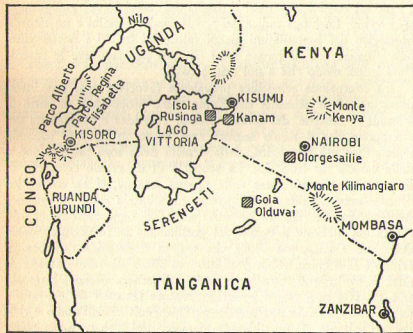 Nilo
UGANDA
KENYA
Parco Alberto
Parco Regina
Elisabetta
KISORO
Isola
Rusinga
LAGO
VITTORIA
KISUMU
Kanam
Monte
Kenya
NAIROBI
Olorgesailie
CONGO
RUANDA
URUNDI
SERENGETI
Gola
Olduvai
Monte Kilimangiaro
MOMBASA
TANGANICA
ZANZIBAR